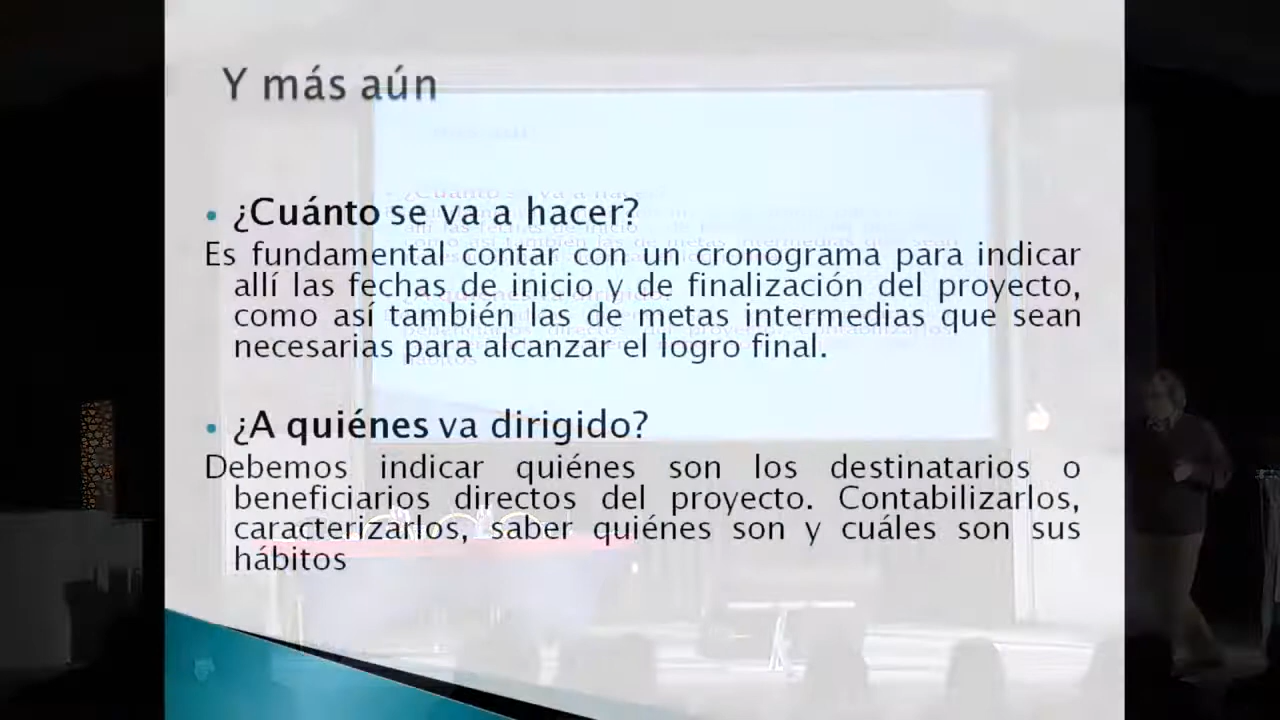 Y más aún
• ¿Cuánto se va a hacer?
Es fundamental contar con un cronograma para indicar
allí las fechas de inicio y de finalización del proyecto,
como así también las de metas intermedias que sean
necesarias para alcanzar el logro final.
• ¿A quiénes va dirigido?
Debemos indicar quiénes son los destinatarios o
beneficiarios directos del proyecto. Contabilizarlos,
caracterizarlos, saber quiénes son y cuáles son sus
hábitos